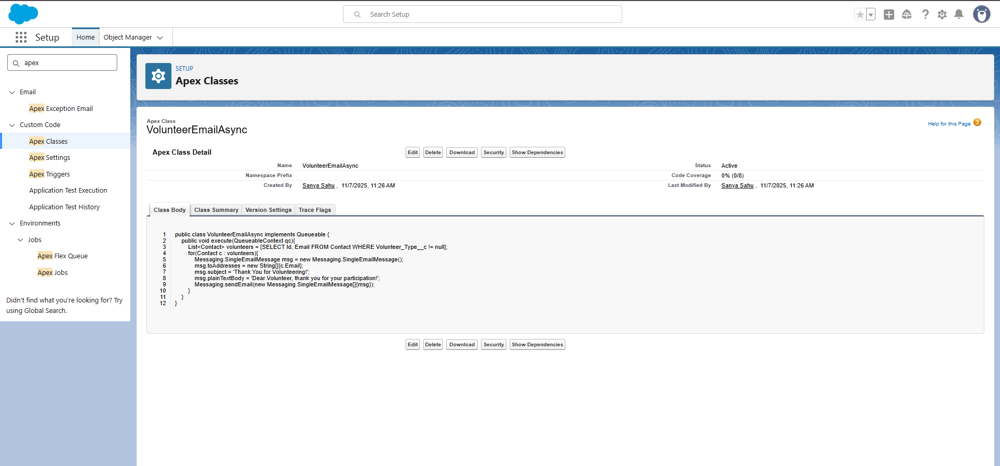 Search Setup
Setup
Home
Object Manager
apex
Email
Apex Exception Email
Custom Code
Apex Classes
Apex Settings
Apex Triggers
Application Test Execution
Application Test History
Environments
Jobs
Apex Flex Queue
Apex Jobs
Didn't find what you're looking for? Try
using Global Search.
SETUP
Apex Classes
Apex Class
VolunteerEmailAsync
Help for this Page ?
Apex Class Detail
Edit Delete Download Security Show Dependencies
Name VolunteerEmailAsync Status Active
Namespace Prefix Code Coverage 0% (0/8)
Created By Sanya Sahu , 11/7/2025, 11:26 AM Last Modified By Sanya Sahu , 11/7/2025, 11:26 AM
Class Body Class Summary Version Settings Trace Flags
1 public class VolunteerEmailAsync implements Queueable {
2 public void execute(QueueableContext qc){
3 List<Contact> volunteers = [SELECT Id, Email FROM Contact WHERE Volunteer_Type__c != null];
4 for(Contact c : volunteers){
5 Messaging.SingleEmailMessage msg = new Messaging.SingleEmailMessage();
6 msg.toAddresses = new String[]{c.Email};
7 msg.subject = 'Thank You for Volunteering!';
8 msg.plainTextBody = 'Dear Volunteer, thank you for your participation!';
9 Messaging.sendEmail(new Messaging.SingleEmailMessage[]{msg});
10 }
11 }
12 }
Edit Delete Download Security Show Dependencies